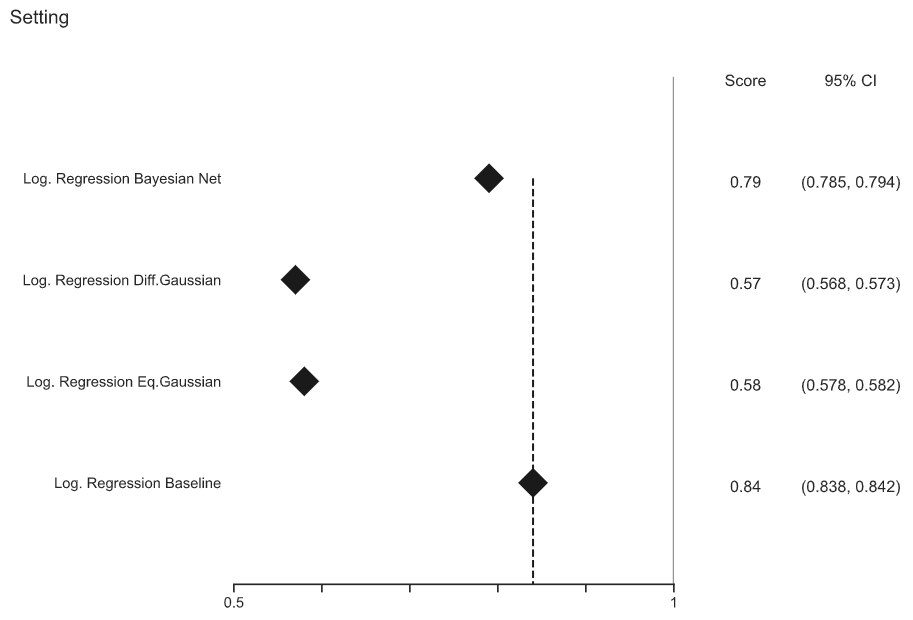 Setting
Score 95% CI
Log. Regression Bayesian Net 0.79 (0.785, 0.794)
Log. Regression Diff.Gaussian 0.57 (0.568, 0.573)
Log. Regression Eq.Gaussian 0.58 (0.578, 0.582)
Log. Regression Baseline 0.84 (0.838, 0.842)
0.5 1